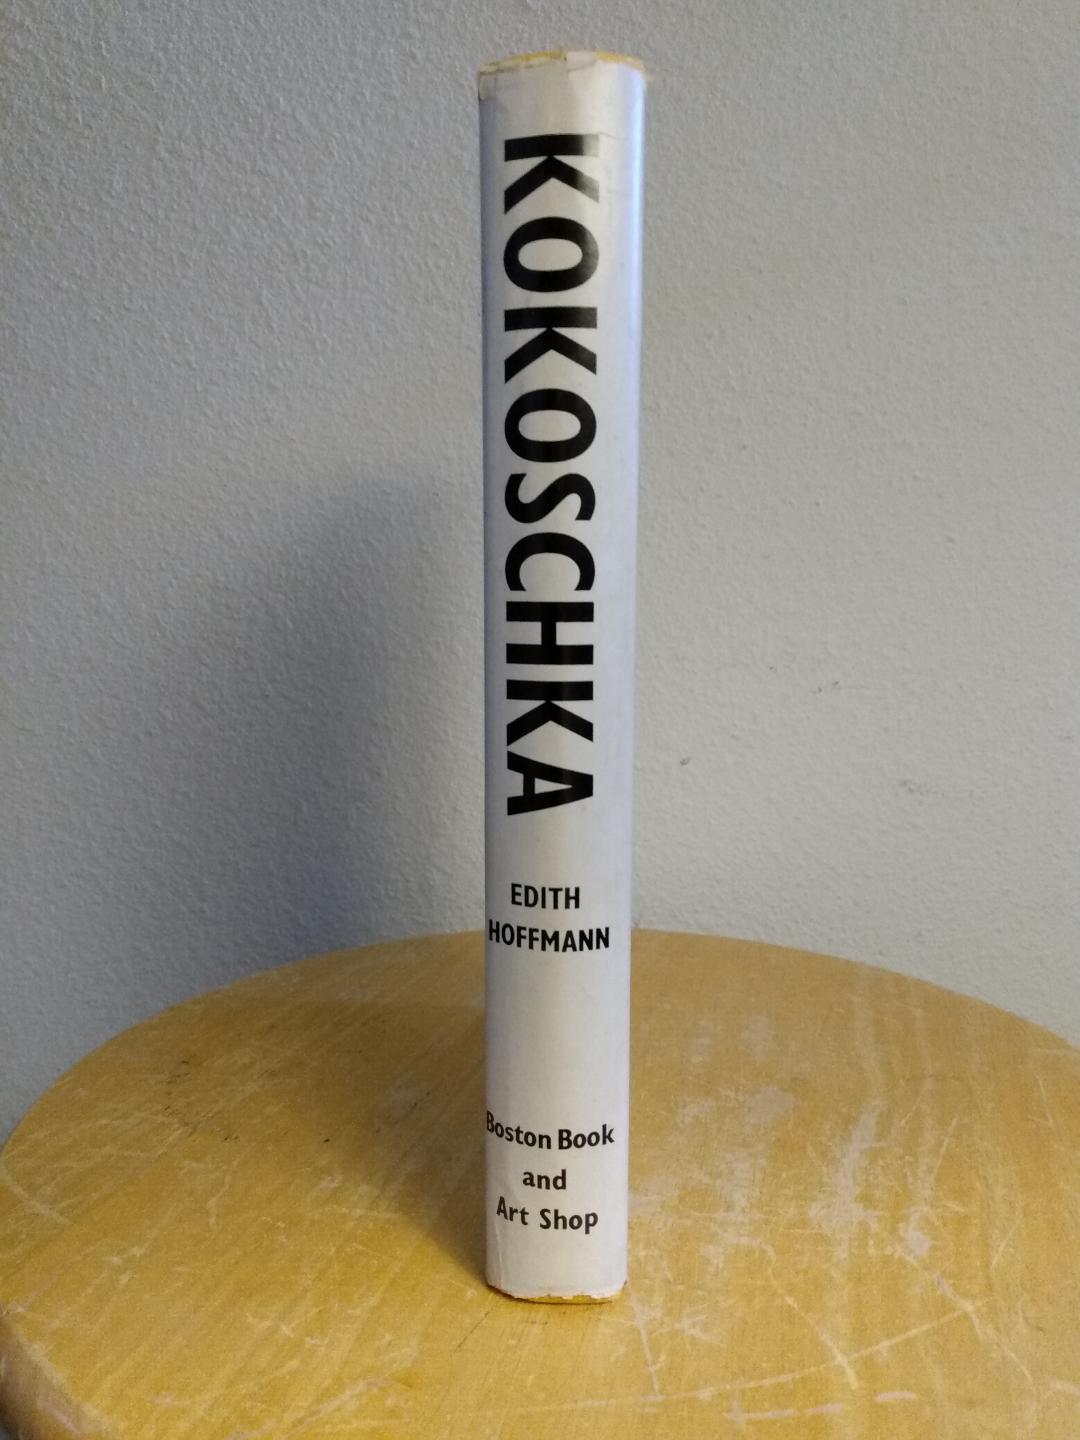 KOKOSCHKA
EDITH
HOFFMANN
Boston Book
and
Art Shop